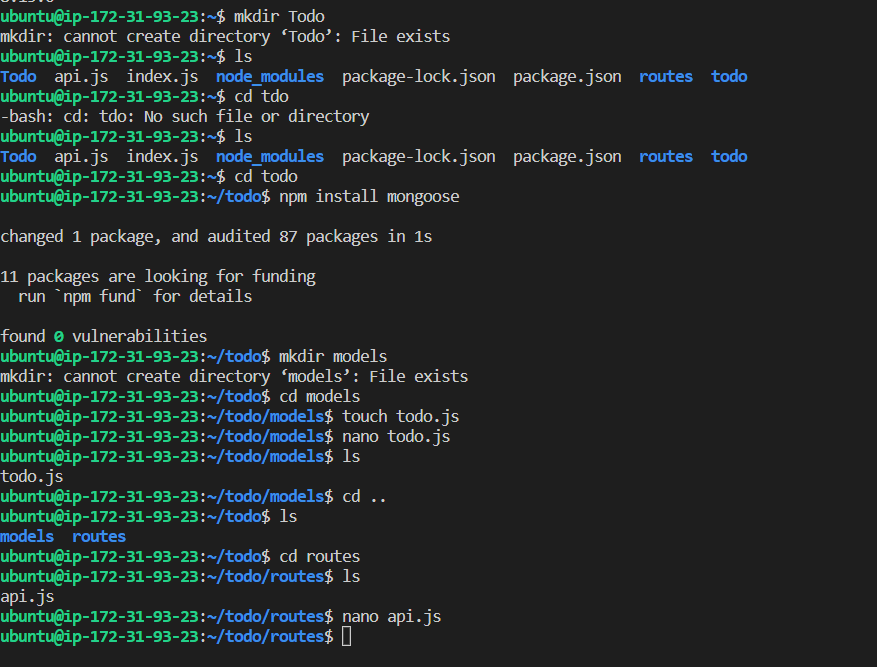 ubuntu@ip-172-31-93-23:~$ mkdir Todo
mkdir: cannot create directory ‘Todo’: File exists
ubuntu@ip-172-31-93-23:~$ ls
Todo  api.js  index.js  node_modules  package-lock.json  package.json  routes  todo
ubuntu@ip-172-31-93-23:~$ cd tdo
-bash: cd: tdo: No such file or directory
ubuntu@ip-172-31-93-23:~$ ls
Todo  api.js  index.js  node_modules  package-lock.json  package.json  routes  todo
ubuntu@ip-172-31-93-23:~$ cd todo
ubuntu@ip-172-31-93-23:~/todo$ npm install mongoose
changed 1 package, and audited 87 packages in 1s
11 packages are looking for funding
  run `npm fund` for details
found 0 vulnerabilities
ubuntu@ip-172-31-93-23:~/todo$ mkdir models
mkdir: cannot create directory ‘models’: File exists
ubuntu@ip-172-31-93-23:~/todo$ cd models
ubuntu@ip-172-31-93-23:~/todo/models$ touch todo.js
ubuntu@ip-172-31-93-23:~/todo/models$ nano todo.js
ubuntu@ip-172-31-93-23:~/todo/models$ ls
todo.js
ubuntu@ip-172-31-93-23:~/todo/models$ cd ..
ubuntu@ip-172-31-93-23:~/todo$ ls
models  routes
ubuntu@ip-172-31-93-23:~/todo$ cd routes
ubuntu@ip-172-31-93-23:~/todo/routes$ ls
api.js
ubuntu@ip-172-31-93-23:~/todo/routes$ nano api.js
ubuntu@ip-172-31-93-23:~/todo/routes$